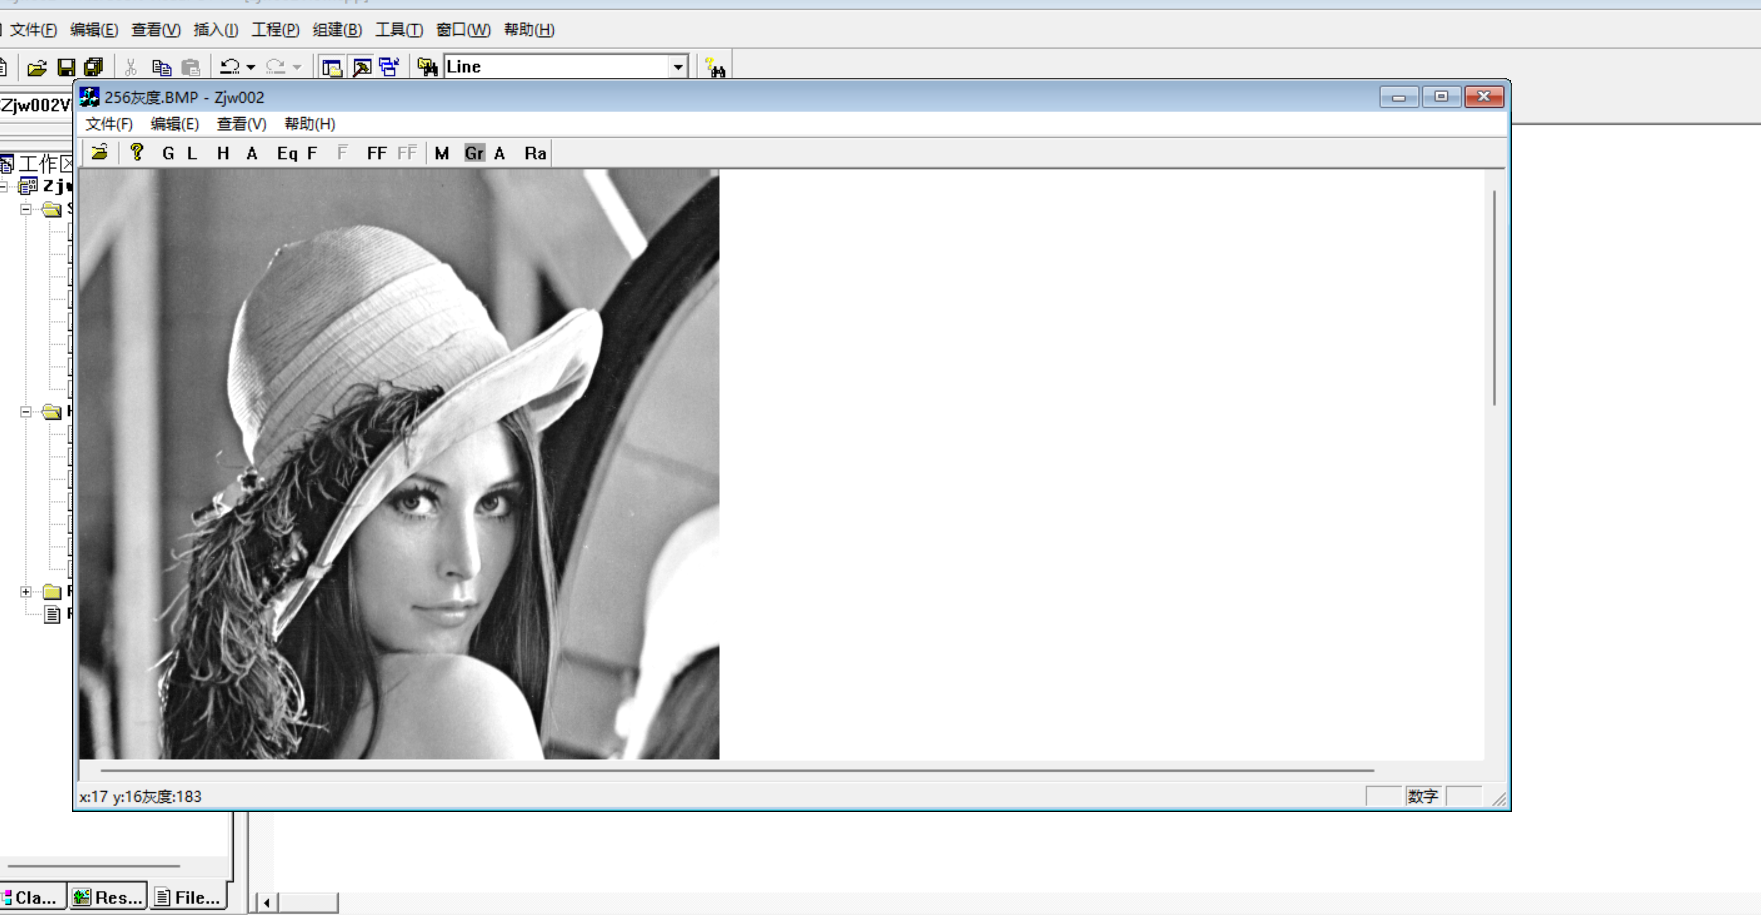 文件(F) 编辑(E) 查看(V) 插入(I) 工程(P) 组建(B) 工具(T) 窗口(W) 帮助(H)
Line
Zjw002V
256灰度.BMP - Zjw002
文件(F) 编辑(E) 查看(V) 帮助(H)
G L H A Eq F F̅ FF F̅F̅ M Gr A Ra
工作区
Zjw
x:17 y:16灰度:183
数字
Cla... Res... File...